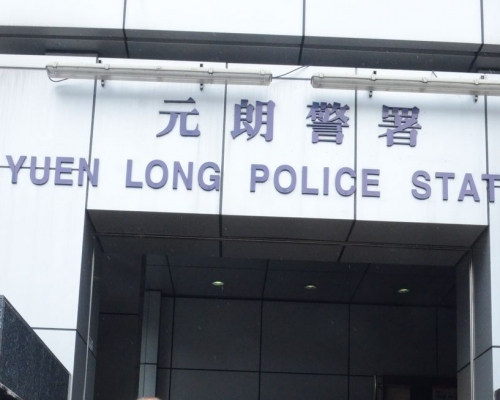 元朗警署
YUEN LONG POLICE STAT